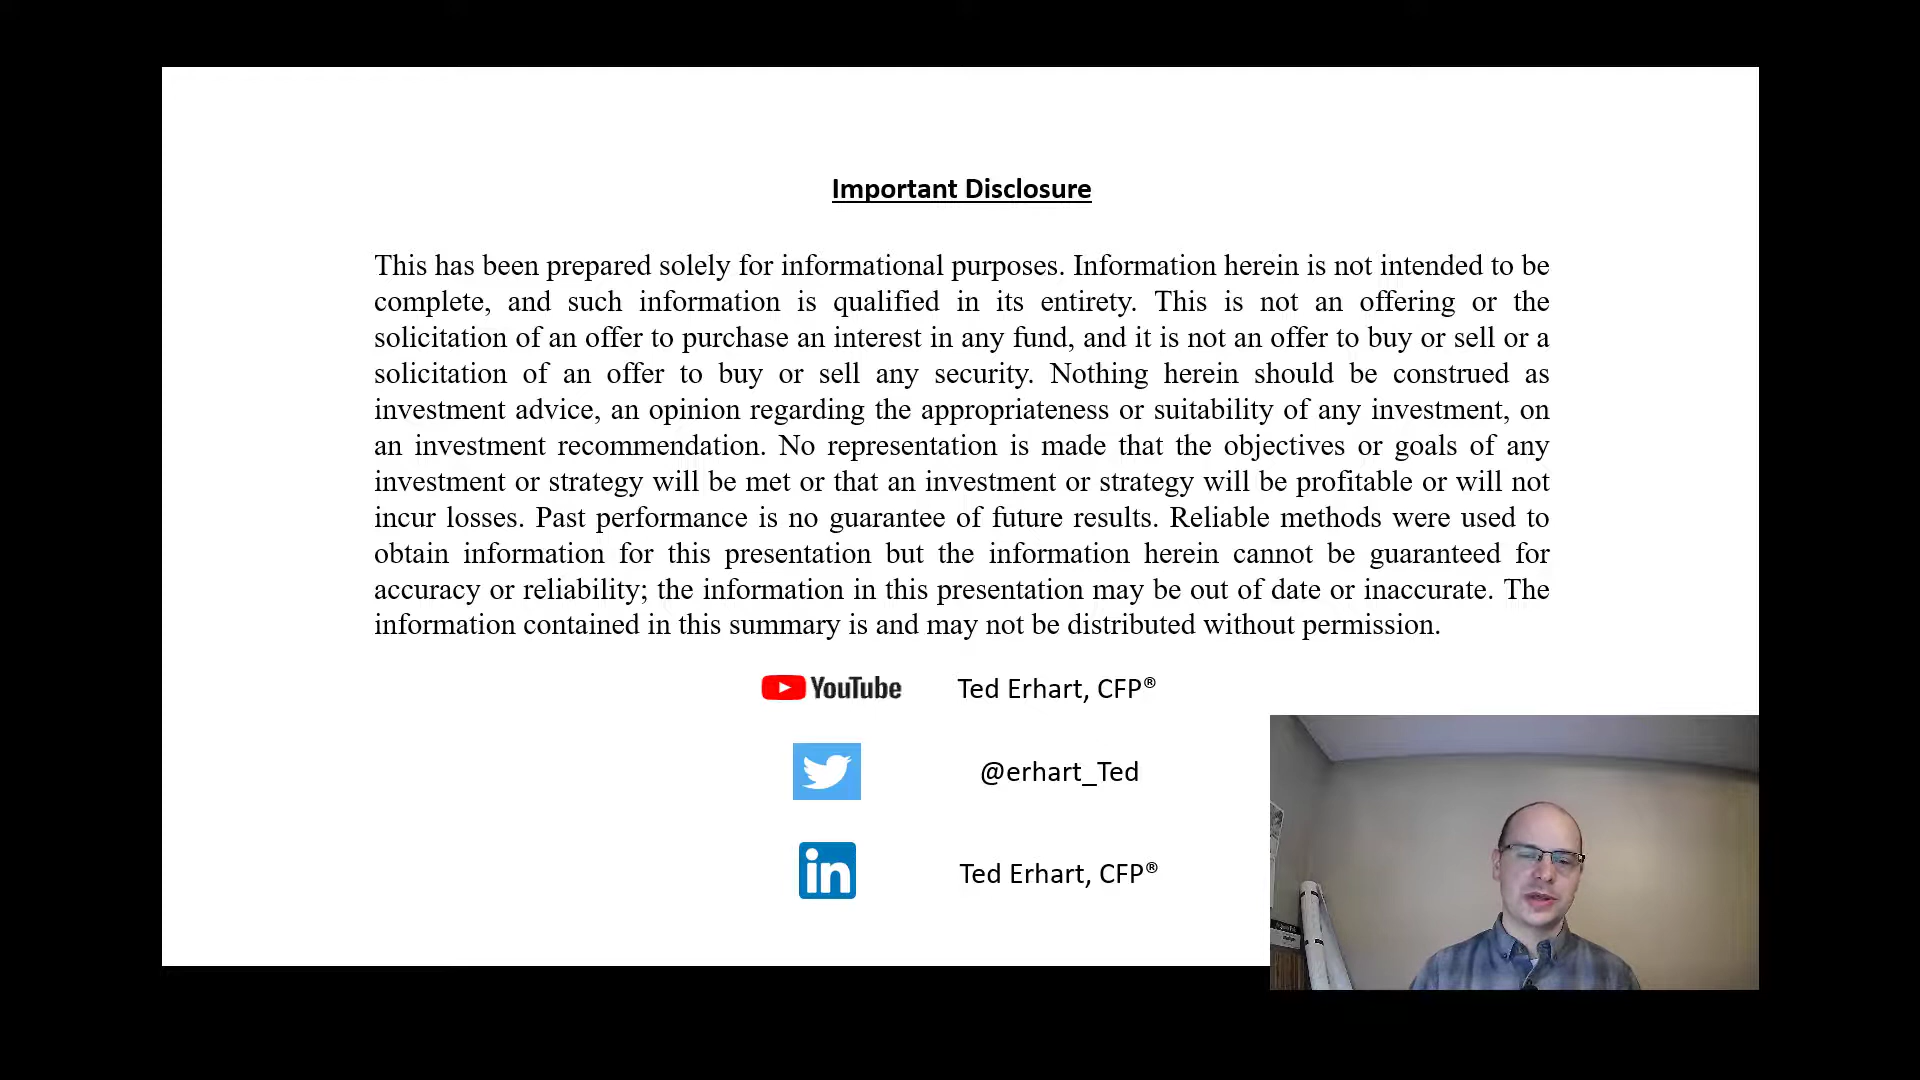 Important Disclosure
This has been prepared solely for informational purposes. Information herein is not intended to be
complete, and such information is qualified in its entirety. This is not an offering or the
solicitation of an offer to purchase an interest in any fund, and it is not an offer to buy or sell or a
solicitation of an offer to buy or sell any security. Nothing herein should be construed as
investment advice, an opinion regarding the appropriateness or suitability of any investment, on
an investment recommendation. No representation is made that the objectives or goals of any
investment or strategy will be met or that an investment or strategy will be profitable or will not
incur losses. Past performance is no guarantee of future results. Reliable methods were used to
obtain information for this presentation but the information herein cannot be guaranteed for
accuracy or reliability; the information in this presentation may be out of date or inaccurate. The
information contained in this summary is and may not be distributed without permission.
YouTube Ted Erhart, CFP®
@erhart_Ted
in Ted Erhart, CFP®